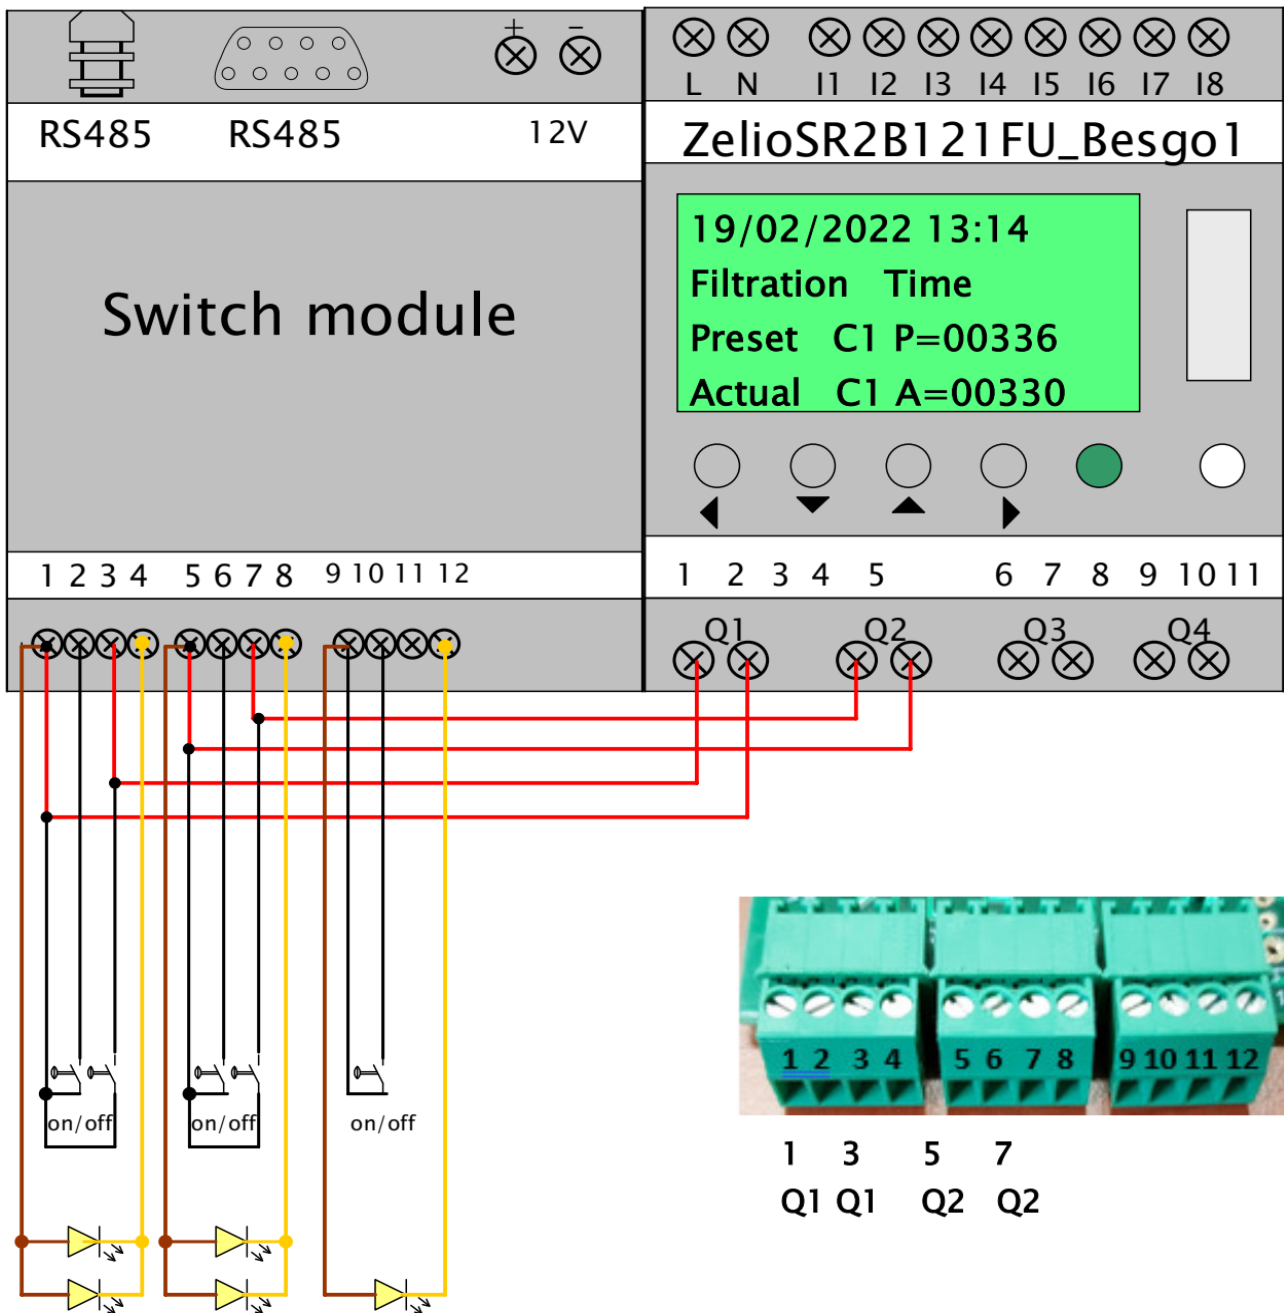 + −
L N I1 I2 I3 I4 I5 I6 I7 I8
RS485 RS485 12V
ZelioSR2B121FU_Besgo1
19/02/2022 13:14
Filtration Time
Preset C1 P=00336
Actual C1 A=00330
Switch module
1 2 3 4 5 6 7 8 9 10 11 12
1 2 3 4 5 6 7 8 9 10 11
Q1 Q2 Q3 Q4
1 2 3 4 5 6 7 8 9 10 11 12
on/off on/off on/off
1 3 5 7
Q1 Q1 Q2 Q2